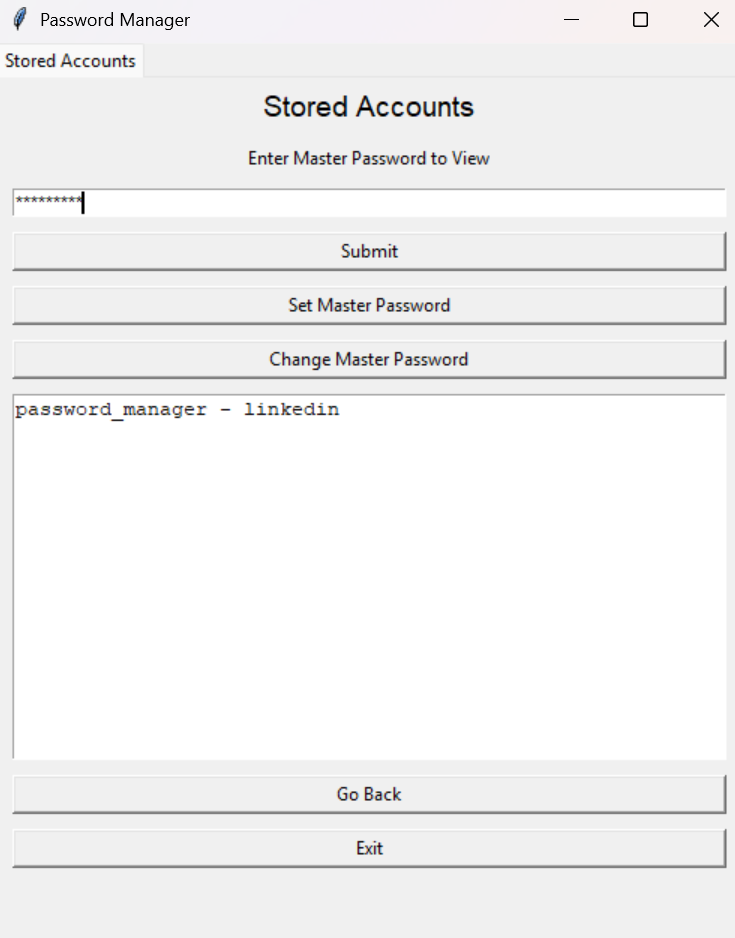 Password Manager
Stored Accounts
Stored Accounts
Enter Master Password to View
*********
Submit
Set Master Password
Change Master Password
password_manager - linkedin
Go Back
Exit